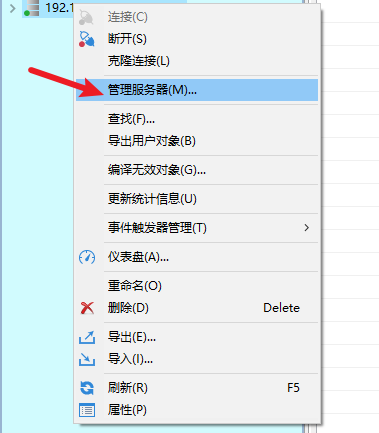 192.1
连接(C)
断开(S)
克隆连接(L)
管理服务器(M)...
查找(F)...
导出用户对象(B)
编译无效对象(G)...
更新统计信息(U)
事件触发器管理(T)
仪表盘(A)...
重命名(O)
删除(D) Delete
导出(E)...
导入(I)...
刷新(R) F5
属性(P)